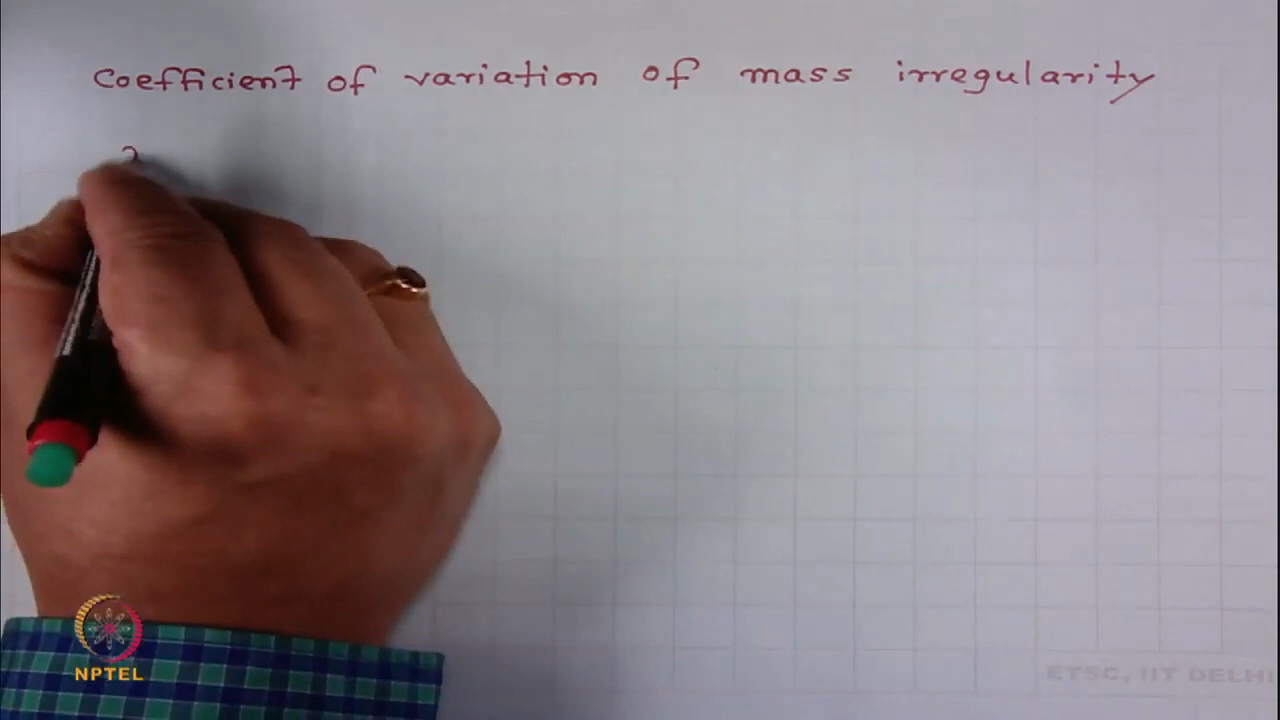 Coefficient of variation of mass irregularity
NPTEL
ETSC, IIT DELHI